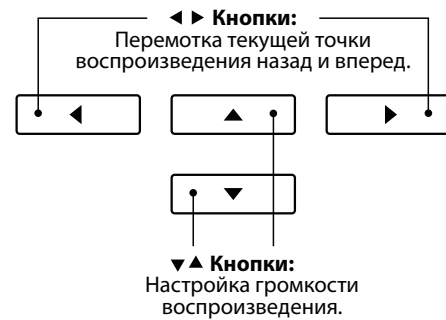 ◀ ▶ Кнопки:
Перемотка текущей точки
воспроизведения назад и вперед.
◀ ▲ ▶
▼
▼▲ Кнопки:
Настройка громкости
воспроизведения.